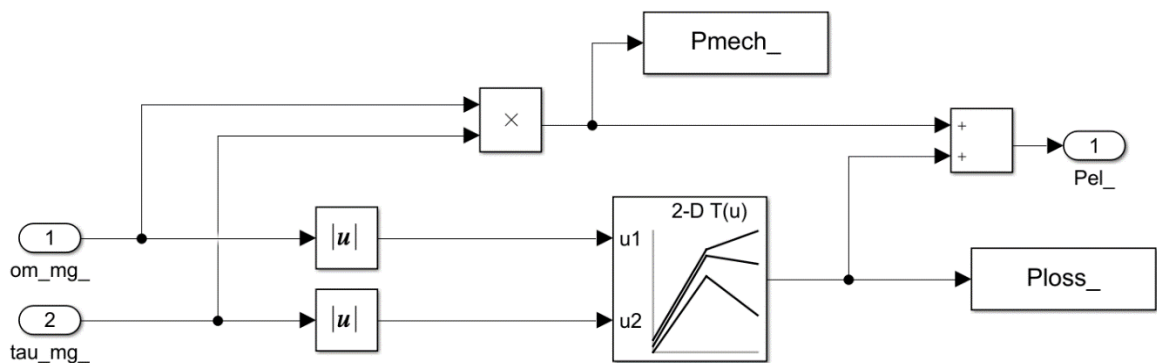 Pmech_
×
+
+
1
Pel_
2-D T(u)
1
|u|
u1
om_mg_
Ploss_
2
|u|
u2
tau_mg_